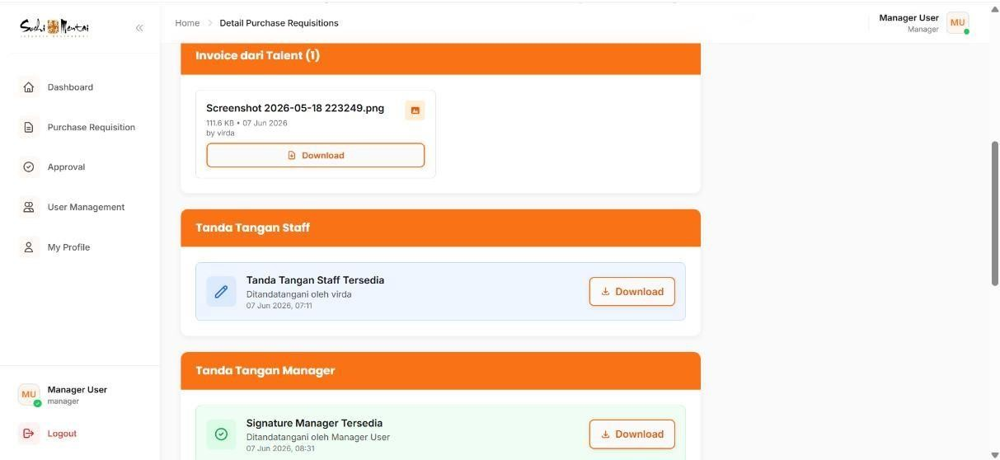 Sushi Mentai
«
Home > Detail Purchase Requisitions
Manager User
Manager
MU
Dashboard
Purchase Requisition
Approval
User Management
My Profile
MU
Manager User
manager
Logout
Invoice dari Talent (1)
Screenshot 2026-05-18 223249.png
111.6 KB • 07 Jun 2026
by virda
Download
Tanda Tangan Staff
Tanda Tangan Staff Tersedia
Ditandatangani oleh virda
07 Jun 2026, 07:11
Download
Tanda Tangan Manager
Signature Manager Tersedia
Ditandatangani oleh Manager User
07 Jun 2026, 08:31
Download